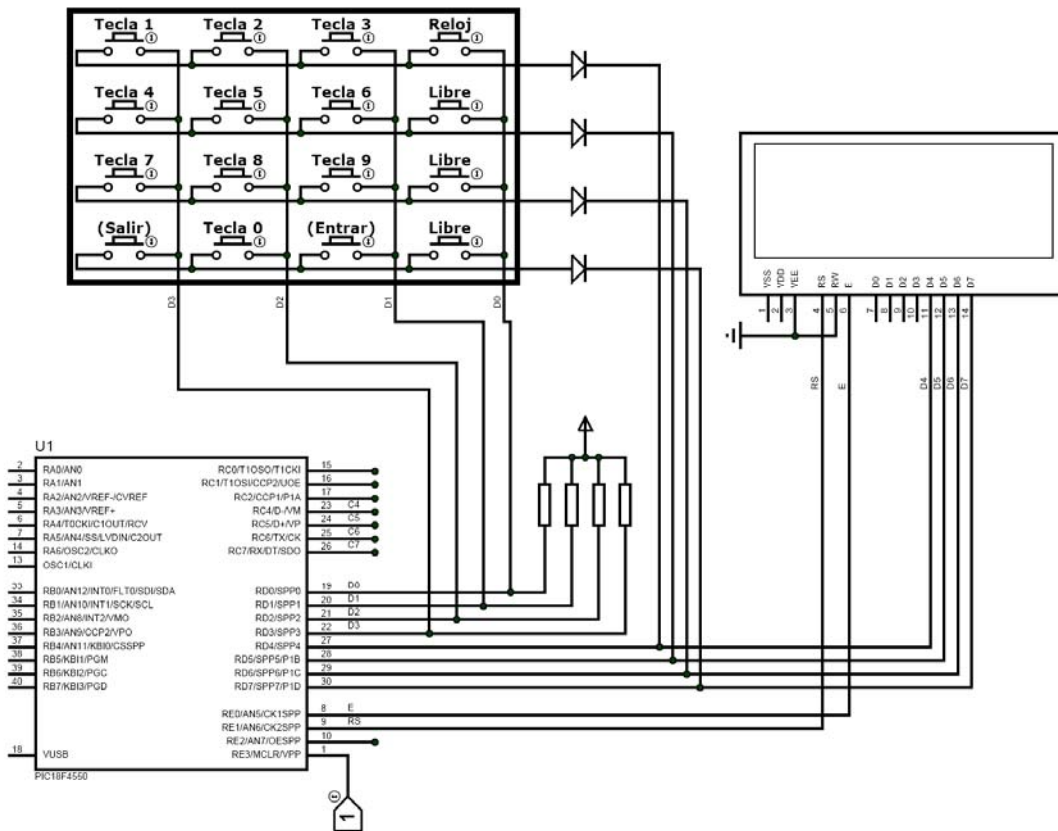 Tecla 1 Tecla 2 Tecla 3 Reloj
Tecla 4 Tecla 5 Tecla 6 Libre
Tecla 7 Tecla 8 Tecla 9 Libre
(Salir) Tecla 0 (Entrar) Libre
D3 D2 D1 D0
VSS VDD VEE RS RW E D0 D1 D2 D3 D4 D5 D6 D7
1 2 3 4 5 6 7 8 9 10 11 12 13 14
RS E D4 D5 D6 D7
U1
2 RA0/AN0 RC0/T1OSO/T1CKI 15
3 RA1/AN1 RC1/T1OSI/CCP2/UOE 16
4 RA2/AN2/VREF-/CVREF RC2/CCP1/P1A 17
5 RA3/AN3/VREF+ RC4/D-/VM 23 C4
6 RA4/T0CKI/C1OUT/RCV RC5/D+/VP 24 C5
7 RA5/AN4/SS/LVDIN/C2OUT RC6/TX/CK 25 C6
14 RA6/OSC2/CLKO RC7/RX/DT/SDO 26 C7
13 OSC1/CLKI
33 RB0/AN12/INT0/FLT0/SDI/SDA RD0/SPP0 19 D0
34 RB1/AN10/INT1/SCK/SCL RD1/SPP1 20 D1
35 RB2/AN8/INT2/VMO RD2/SPP2 21 D2
36 RB3/AN9/CCP2/VPO RD3/SPP3 22 D3
37 RB4/AN11/KBI0/CSSPP RD4/SPP4 27
38 RB5/KBI1/PGM RD5/SPP5/P1B 28
39 RB6/KBI2/PGC RD6/SPP6/P1C 29
40 RB7/KBI3/PGD RD7/SPP7/P1D 30
RE0/AN5/CK1SPP 8 E
RE1/AN6/CK2SPP 9 RS
RE2/AN7/OESPP 10
18 VUSB RE3/MCLR/VPP 1
PIC18F4550
1